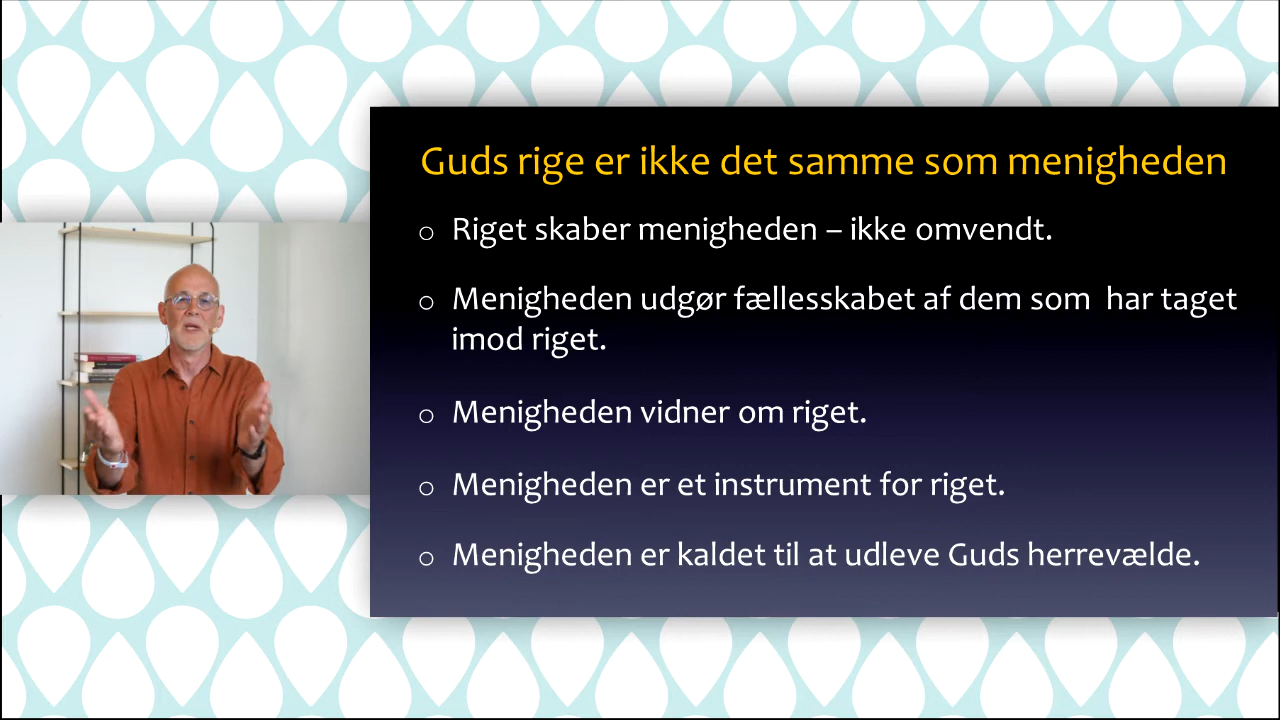 Guds rige er ikke det samme som menigheden
o Riget skaber menigheden – ikke omvendt.
o Menigheden udgør fællesskabet af dem som har taget
imod riget.
o Menigheden vidner om riget.
o Menigheden er et instrument for riget.
o Menigheden er kaldet til at udleve Guds herrevælde.